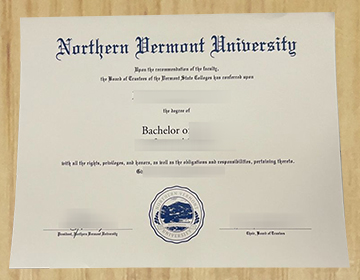 Northern Vermont University
Upon the recommendation of the faculty,
the Board of Trustees of the Vermont State Colleges has conferred upon
the degree of
Bachelor o
with all the rights, privileges, and honors, as well as the obligations and responsibilities, pertaining thereto.
President, Northern Vermont University
Chair, Board of Trustees